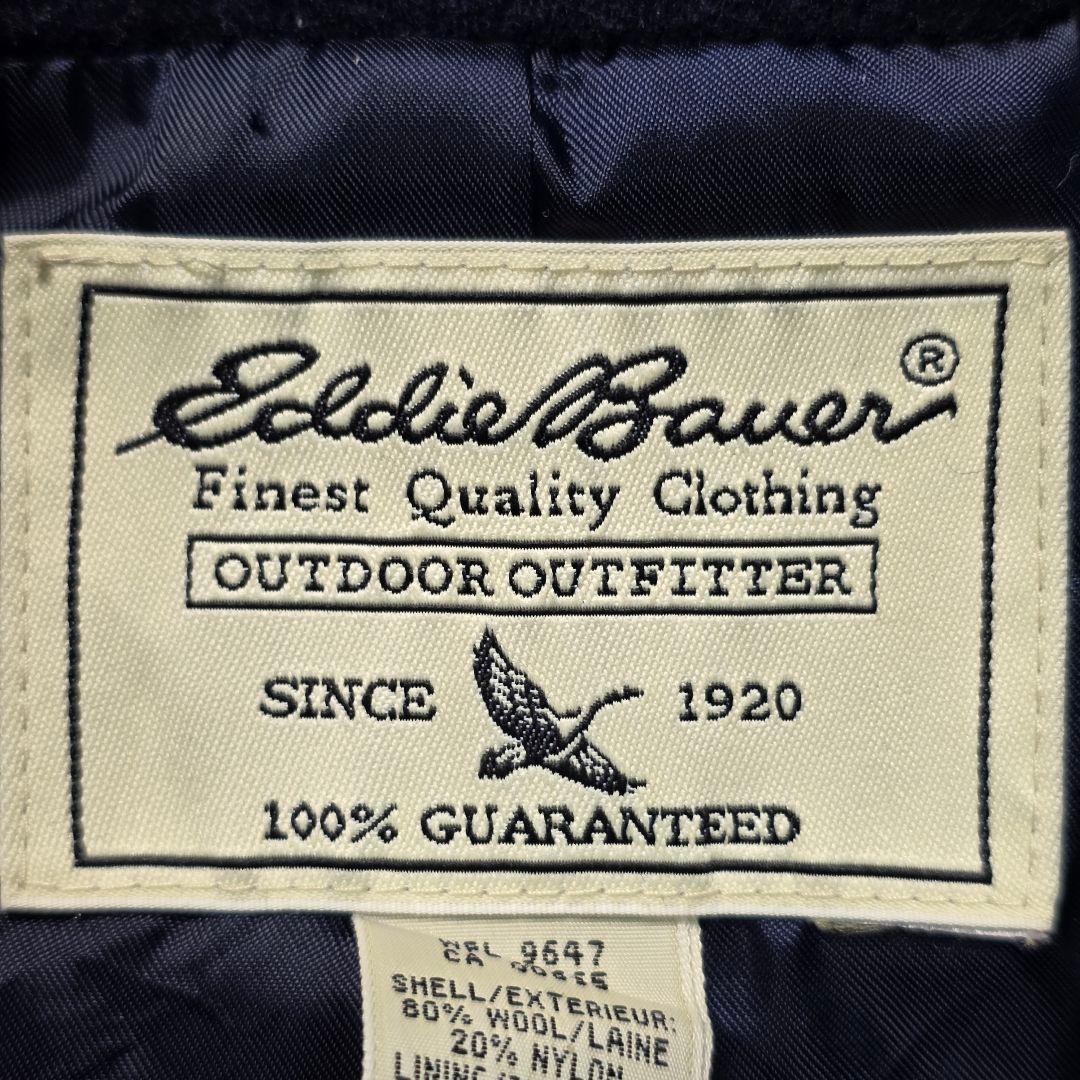 Eddie Bauer®
Finest Quality Clothing
OUTDOOR OUTFITTER
SINCE 1920
100% GUARANTEED
9647
CA
SHELL/EXTERIEUR:
80% WOOL/LAINE
20% NYLON